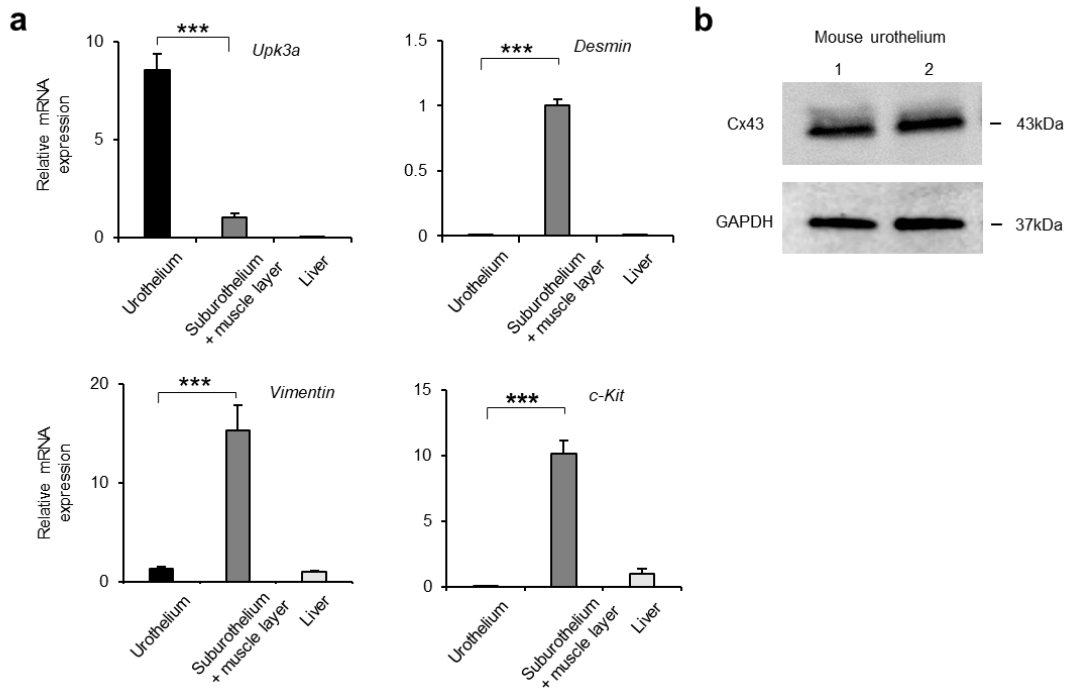 a
Relative mRNA
expression
10
5
0
***
Upk3a
Urothelium
Suburothelium
+ muscle layer
Liver
1.5
1
0.5
0
***
Desmin
Urothelium
Suburothelium
+ muscle layer
Liver
Relative mRNA
expression
20
10
0
***
Vimentin
Urothelium
Suburothelium
+ muscle layer
Liver
15
10
5
0
***
c-Kit
Urothelium
Suburothelium
+ muscle layer
Liver
b
Mouse urothelium
1 2
Cx43 – 43kDa
GAPDH – 37kDa